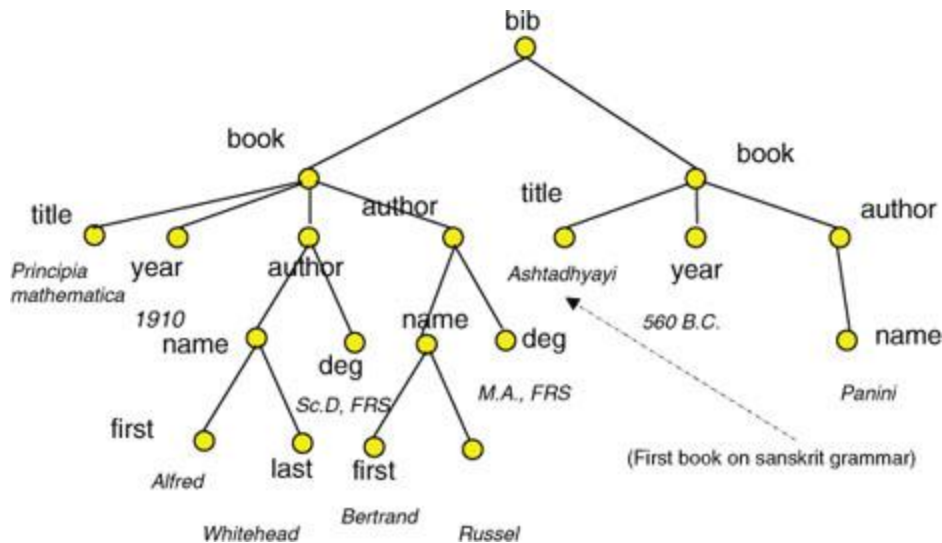 bib
book
book
title
author
title
author
Principia
mathematica
year
author
Ashtadhyayi
year
1910
name
name
deg
560 B.C.
name
deg
Sc.D, FRS
M.A., FRS
Panini
first
last
first
(First book on sanskrit grammar)
Alfred
Bertrand
Whitehead
Russel